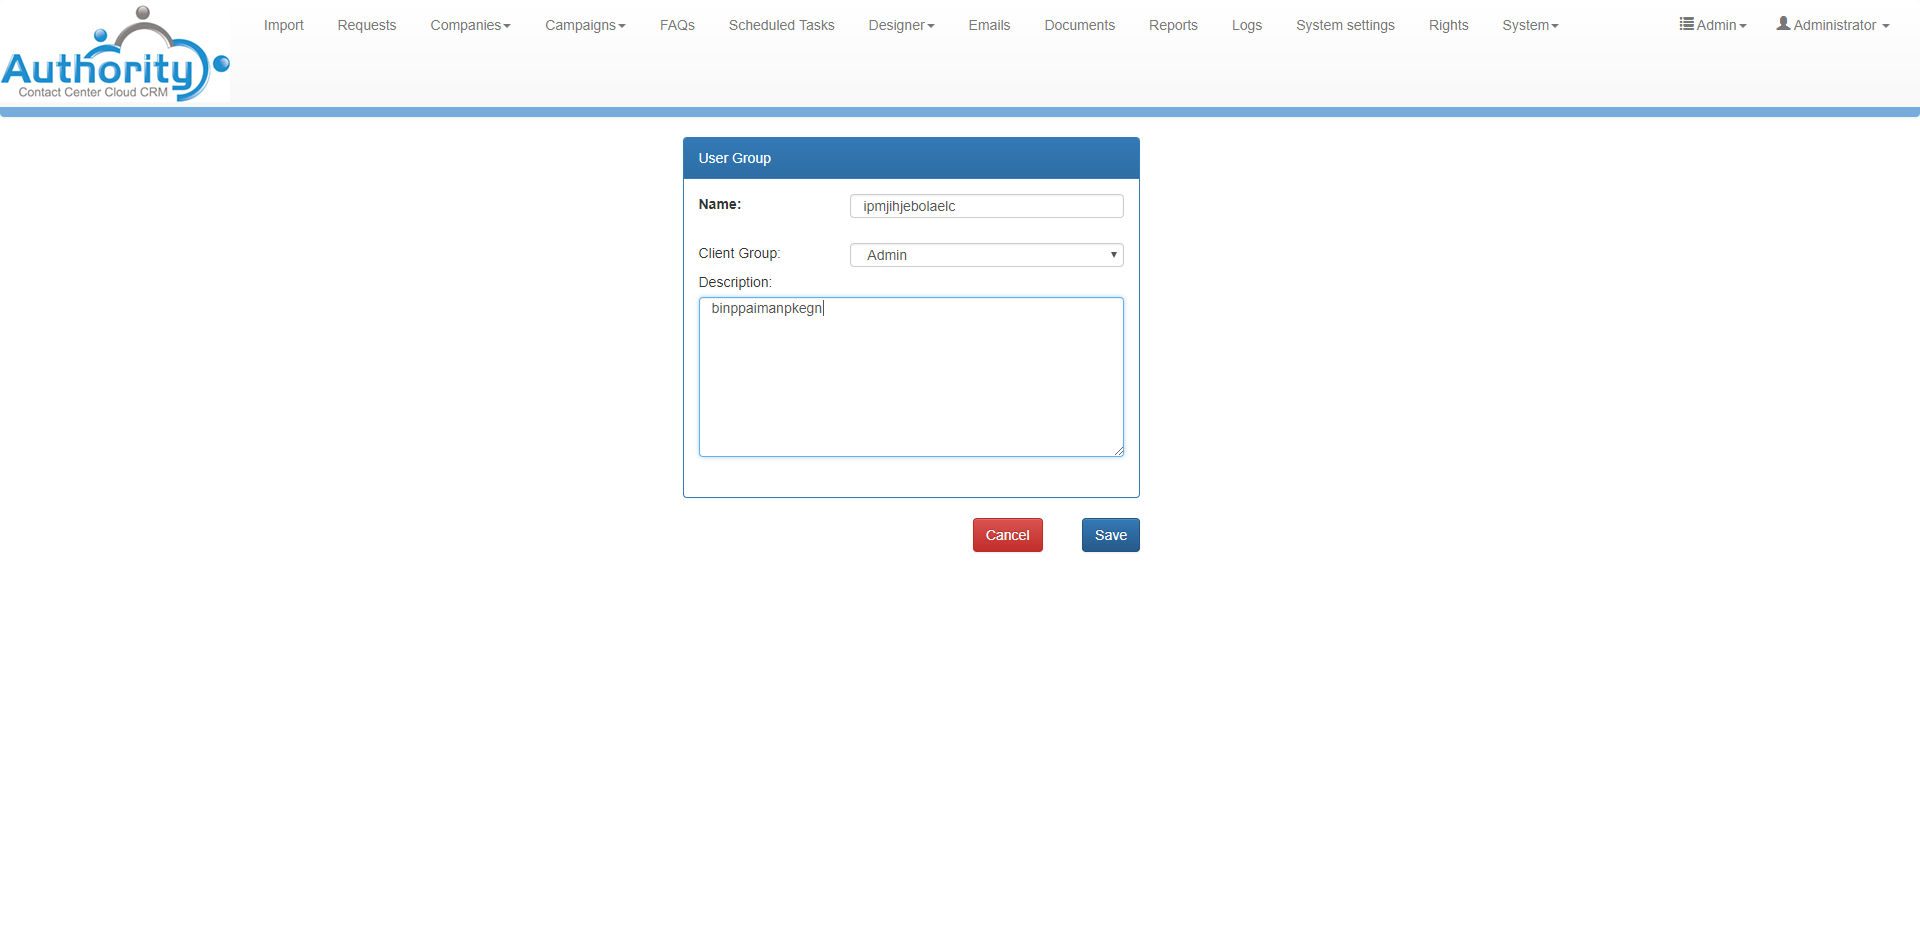 Authority
Contact Center Cloud CRM
Import Requests Companies Campaigns FAQs Scheduled Tasks Designer Emails Documents Reports Logs System settings Rights System Admin Administrator
User Group
Name: ipmjihjebolaelc
Client Group: Admin
Description:
binppaimanpkegn
Cancel Save